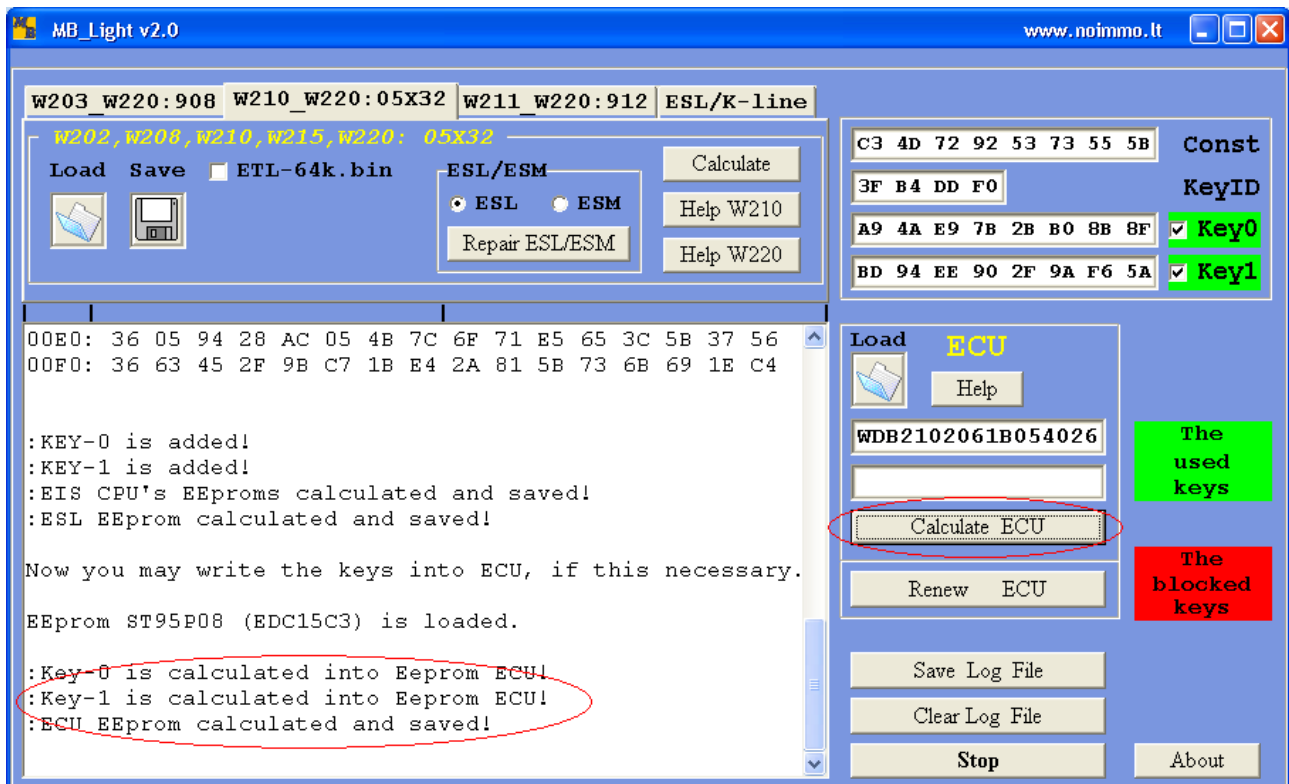 MB_Light v2.0
www.noimmo.lt
W203_W220:908
W210_W220:05X32
W211_W220:912
ESL/K-line
W202,W208,W210,W215,W220: 05X32
Load
Save
ETL-64k.bin
ESL/ESM
ESL
ESM
Repair ESL/ESM
Calculate
Help W210
Help W220
C3 4D 72 92 53 73 55 5B
Const
3F B4 DD F0
KeyID
A9 4A E9 7B 2B B0 8B 8F
Key0
BD 94 EE 90 2F 9A F6 5A
Key1
00E0: 36 05 94 28 AC 05 4B 7C 6F 71 E5 65 3C 5B 37 56
00F0: 36 63 45 2F 9B C7 1B E4 2A 81 5B 73 6B 69 1E C4
:KEY-0 is added!
:KEY-1 is added!
:EIS CPU's EEproms calculated and saved!
:ESL EEprom calculated and saved!
Now you may write the keys into ECU, if this necessary.
EEprom ST95P08 (EDC15C3) is loaded.
:Key-0 is calculated into Eeprom ECU!
:Key-1 is calculated into Eeprom ECU!
:ECU EEprom calculated and saved!
Load
ECU
Help
WDB2102061B054026
Calculate ECU
Renew ECU
The
used
keys
The
blocked
keys
Save Log File
Clear Log File
Stop
About